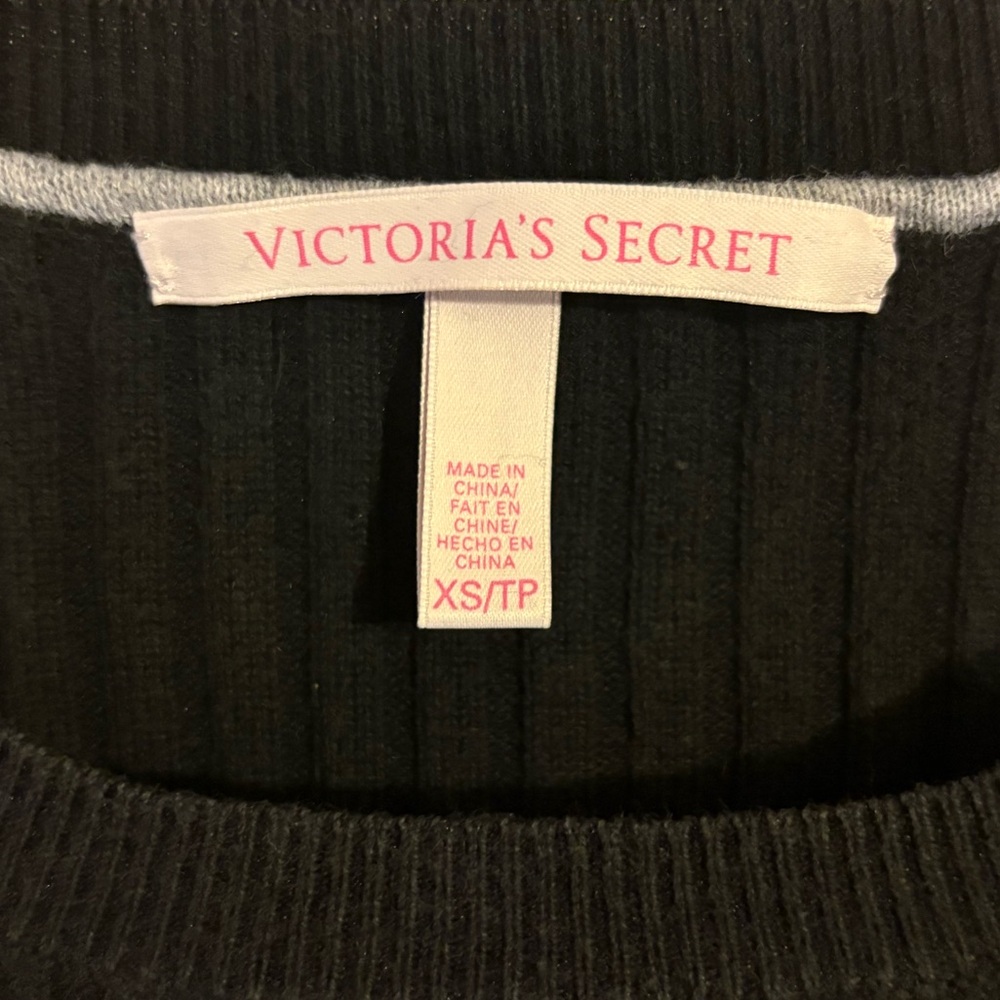 VICTORIA'S SECRET
MADE IN
CHINA/
FAIT EN
CHINE/
HECHO EN
CHINA
XS/TP